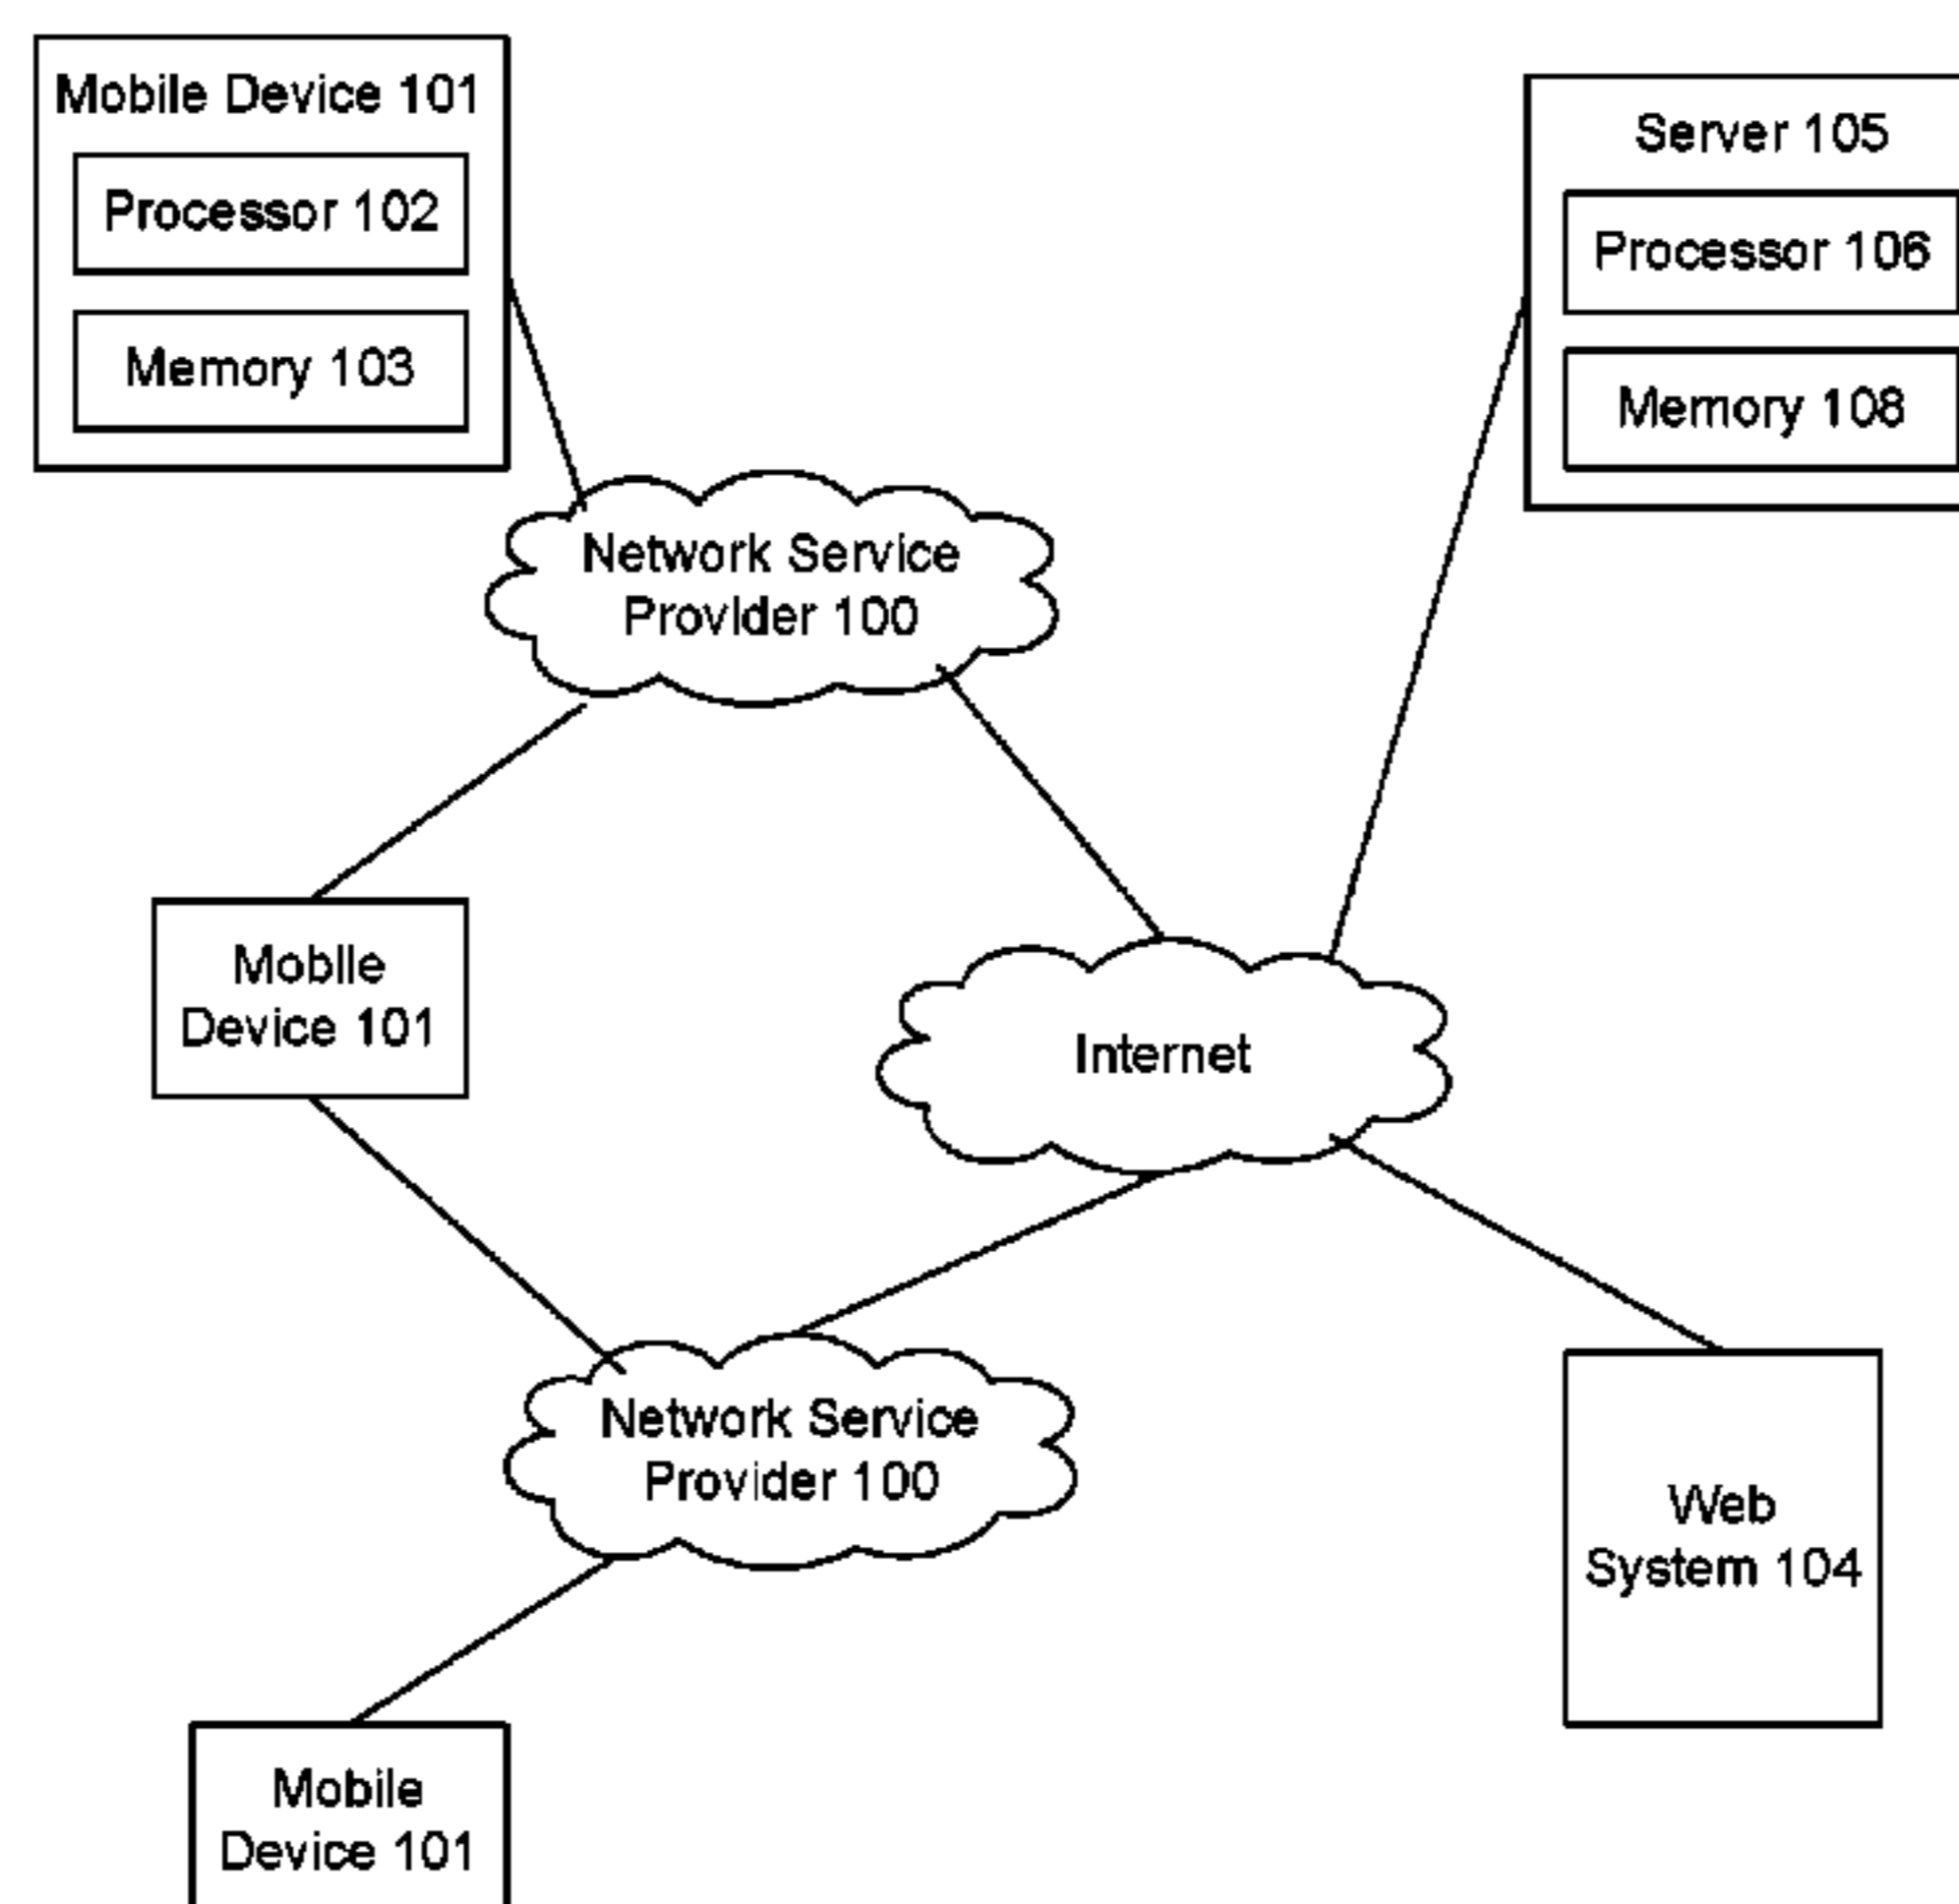 Mobile Device 101
Processor 102
Memory 103
Server 105
Processor 106
Memory 108
Network Service
Provider 100
Mobile
Device 101
Internet
Network Service
Provider 100
Web
System 104
Mobile
Device 101